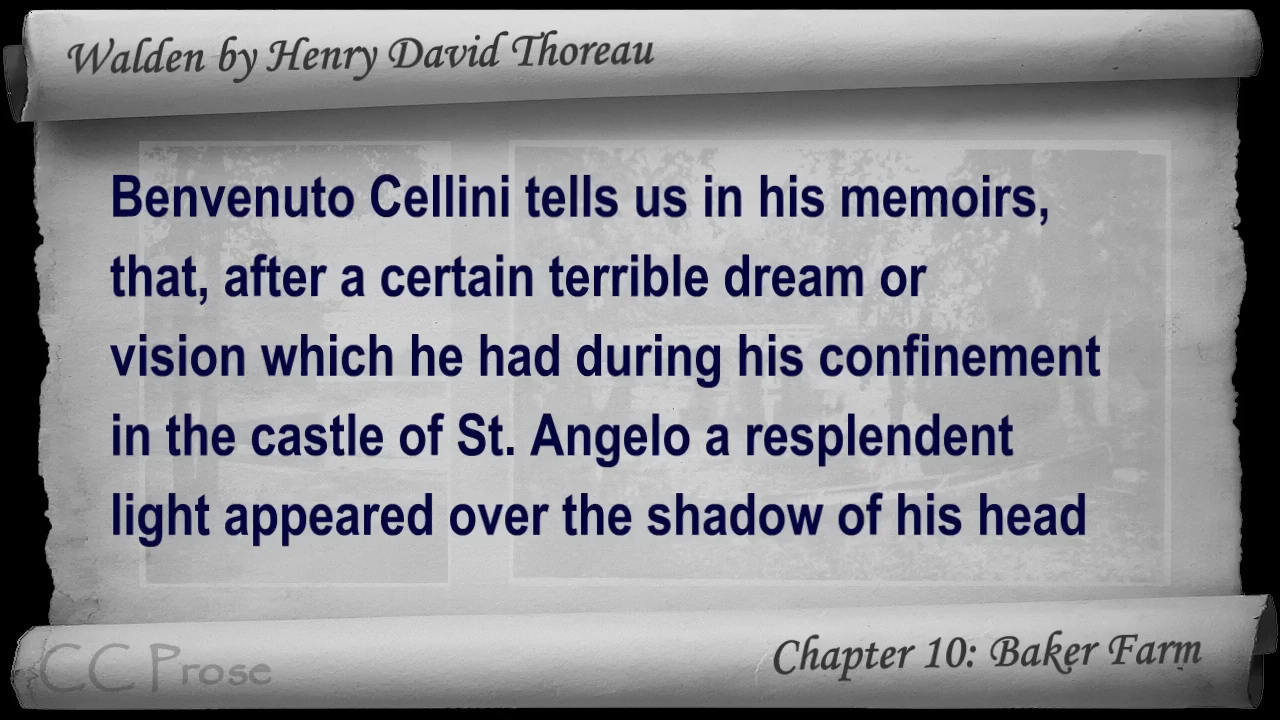 Walden by Henry David Thoreau
Benvenuto Cellini tells us in his memoirs,
that, after a certain terrible dream or
vision which he had during his confinement
in the castle of St. Angelo a resplendent
light appeared over the shadow of his head
CC Prose
Chapter 10: Baker Farm